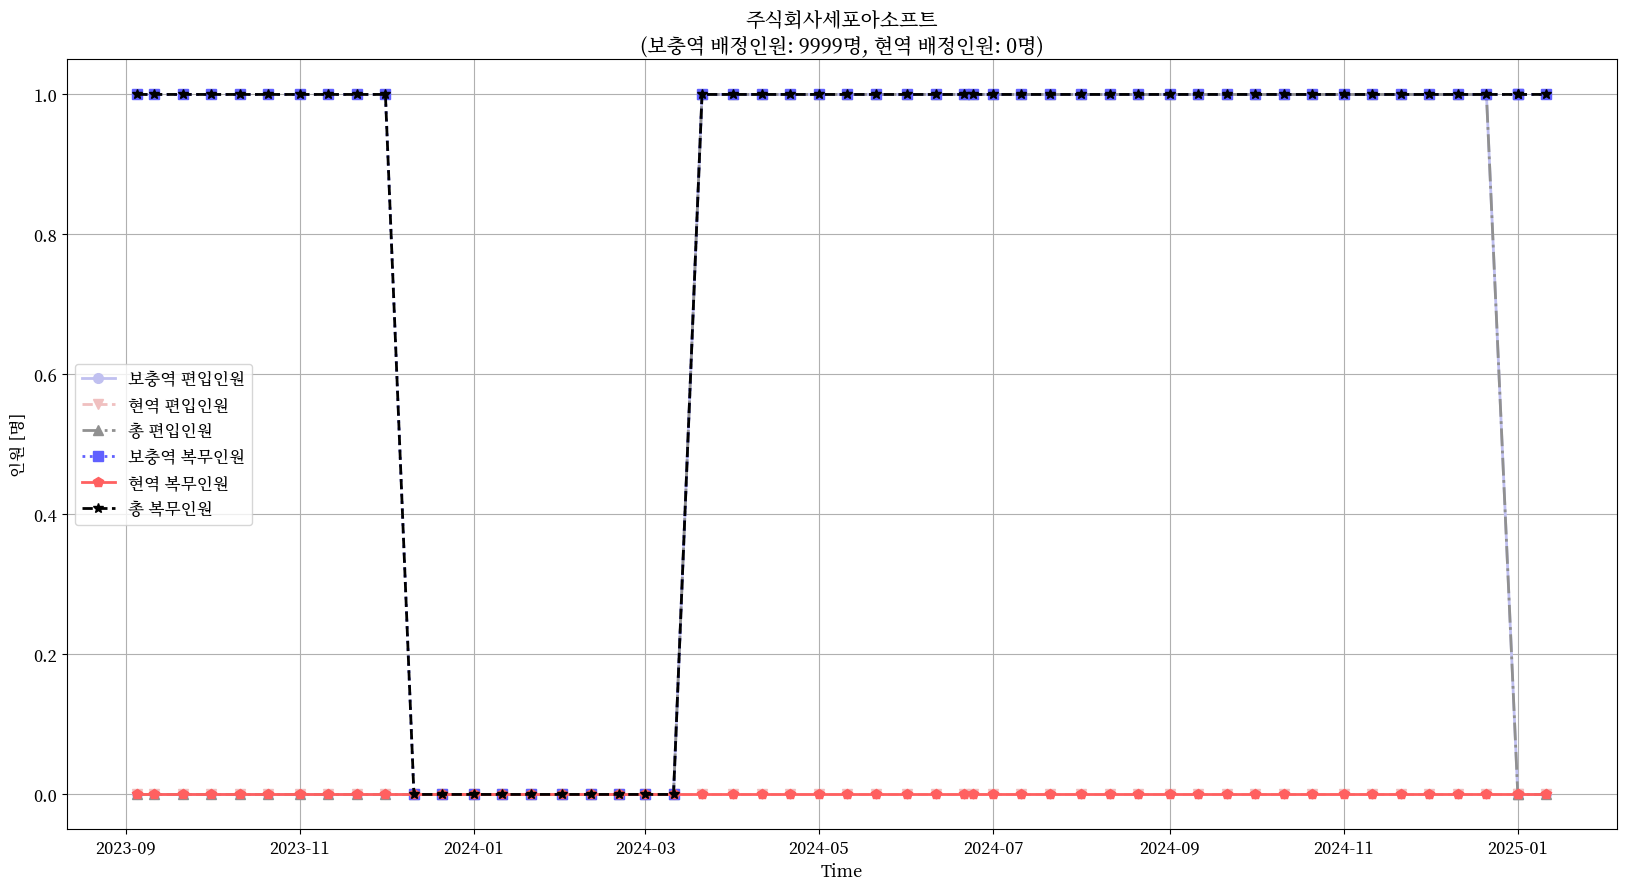 주식회사세포아소프트
(보충역 배정인원: 9999명, 현역 배정인원: 0명)
1.0
0.8
0.6
0.4
0.2
0.0
인원 [명]
보충역 편입인원
현역 편입인원
총 편입인원
보충역 복무인원
현역 복무인원
총 복무인원
2023-09
2023-11
2024-01
2024-03
2024-05
2024-07
2024-09
2024-11
2025-01
Time